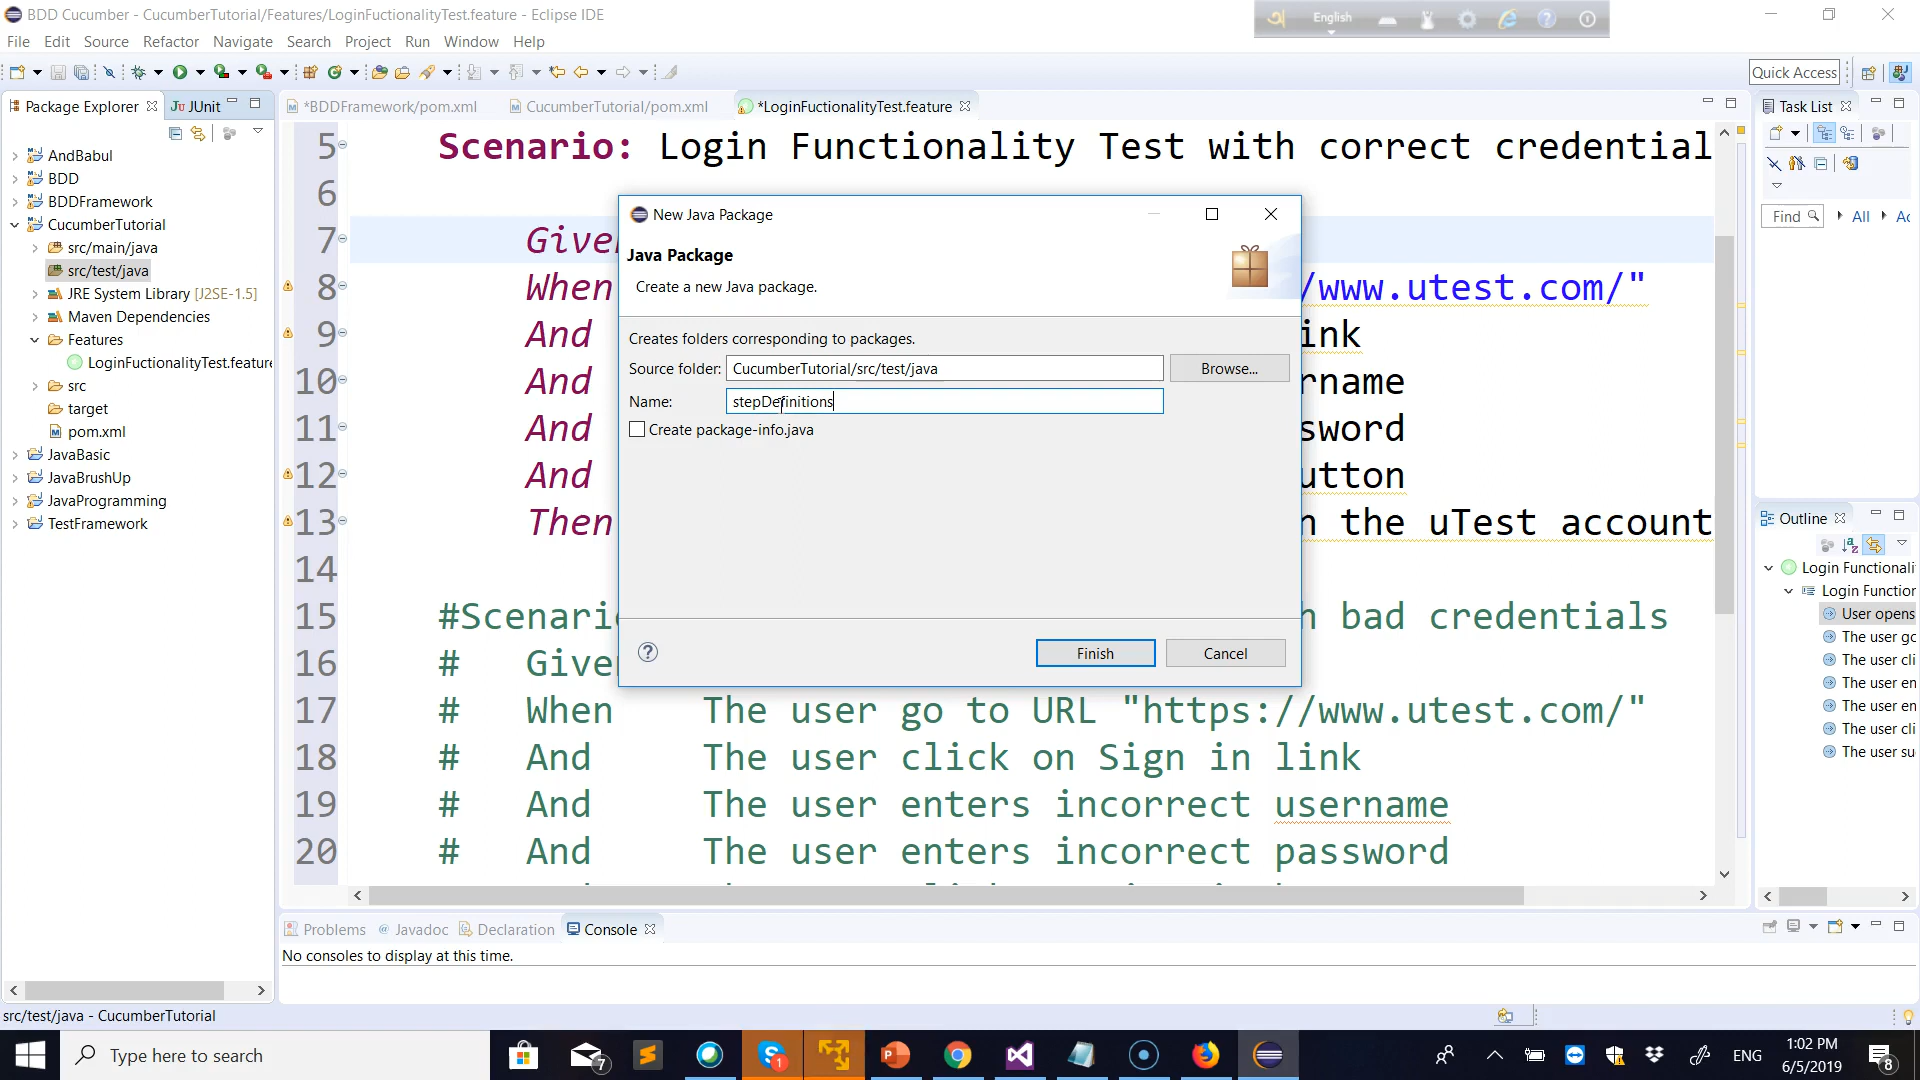 BDD Cucumber - CucumberTutorial/Features/LoginFuctionalityTest.feature - Eclipse IDE
English
File Edit Source Refactor Navigate Search Project Run Window Help
Quick Access
Package Explorer
JUnit
*BDDFramework/pom.xml
CucumberTutorial/pom.xml
*LoginFuctionalityTest.feature
Task List
AndBabul
BDD
BDDFramework
CucumberTutorial
src/main/java
src/test/java
JRE System Library [J2SE-1.5]
Maven Dependencies
Features
LoginFuctionalityTest.feature
src
target
pom.xml
JavaBasic
JavaBrushUp
JavaProgramming
TestFramework
5 Scenario: Login Functionality Test with correct credential
6
7 Given
8 When /www.utest.com/"
9 And ink
10 And rname
11 And sword
12 And utton
13 Then n the uTest account
14
15 #Scenari h bad credentials
16 # Give
17 # When The user go to URL "https://www.utest.com/"
18 # And The user click on Sign in link
19 # And The user enters incorrect username
20 # And The user enters incorrect password
New Java Package
Java Package
Create a new Java package.
Creates folders corresponding to packages.
Source folder: CucumberTutorial/src/test/java Browse...
Name: stepDefinitions
Create package-info.java
Finish Cancel
Find All Ac
Outline
Login Functionali
Login Function
User opens
The user go
The user cli
The user en
The user en
The user cli
The user su
Problems Javadoc Declaration Console
No consoles to display at this time.
src/test/java - CucumberTutorial
Type here to search
7
1
ENG
1:02 PM
6/5/2019
8